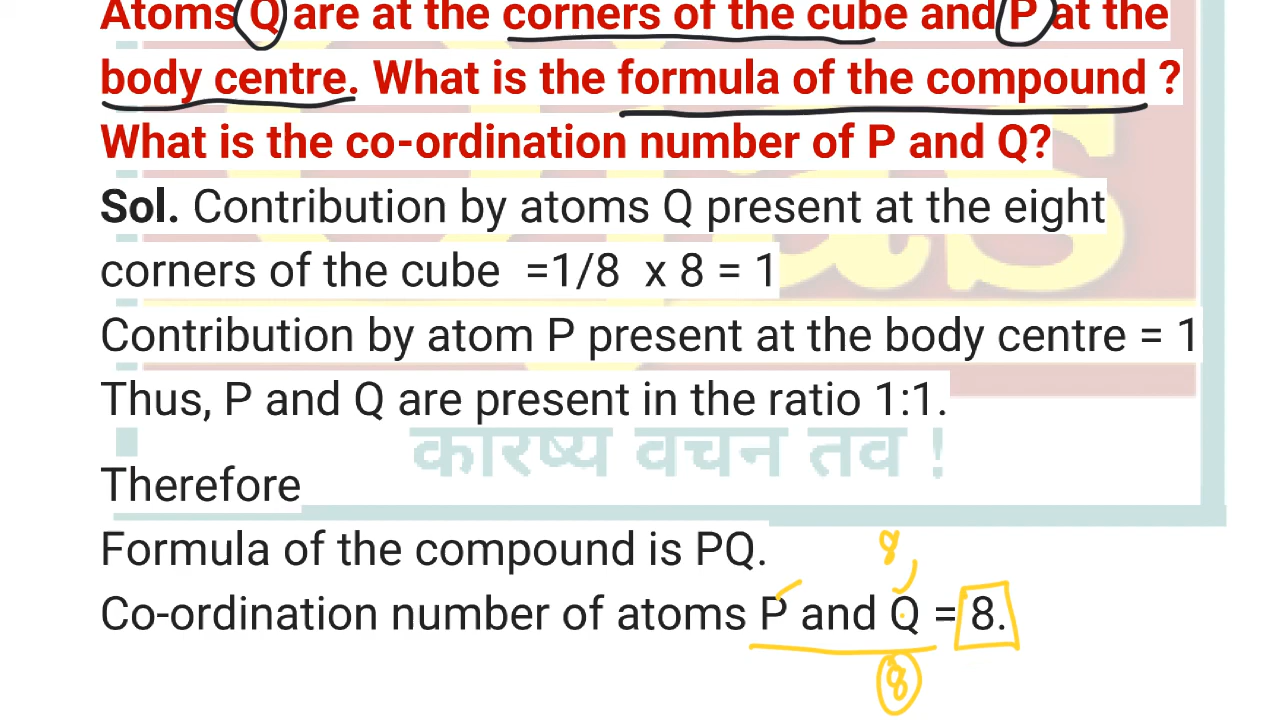 Atoms Q are at the corners of the cube and P at the
body centre. What is the formula of the compound ?
What is the co-ordination number of P and Q?
Sol. Contribution by atoms Q present at the eight
corners of the cube =1/8 x 8 = 1
Contribution by atom P present at the body centre = 1
Thus, P and Q are present in the ratio 1:1.
कारष्य वचन तव !
Therefore
Formula of the compound is PQ.
8
Co-ordination number of atoms P and Q = 8.
8